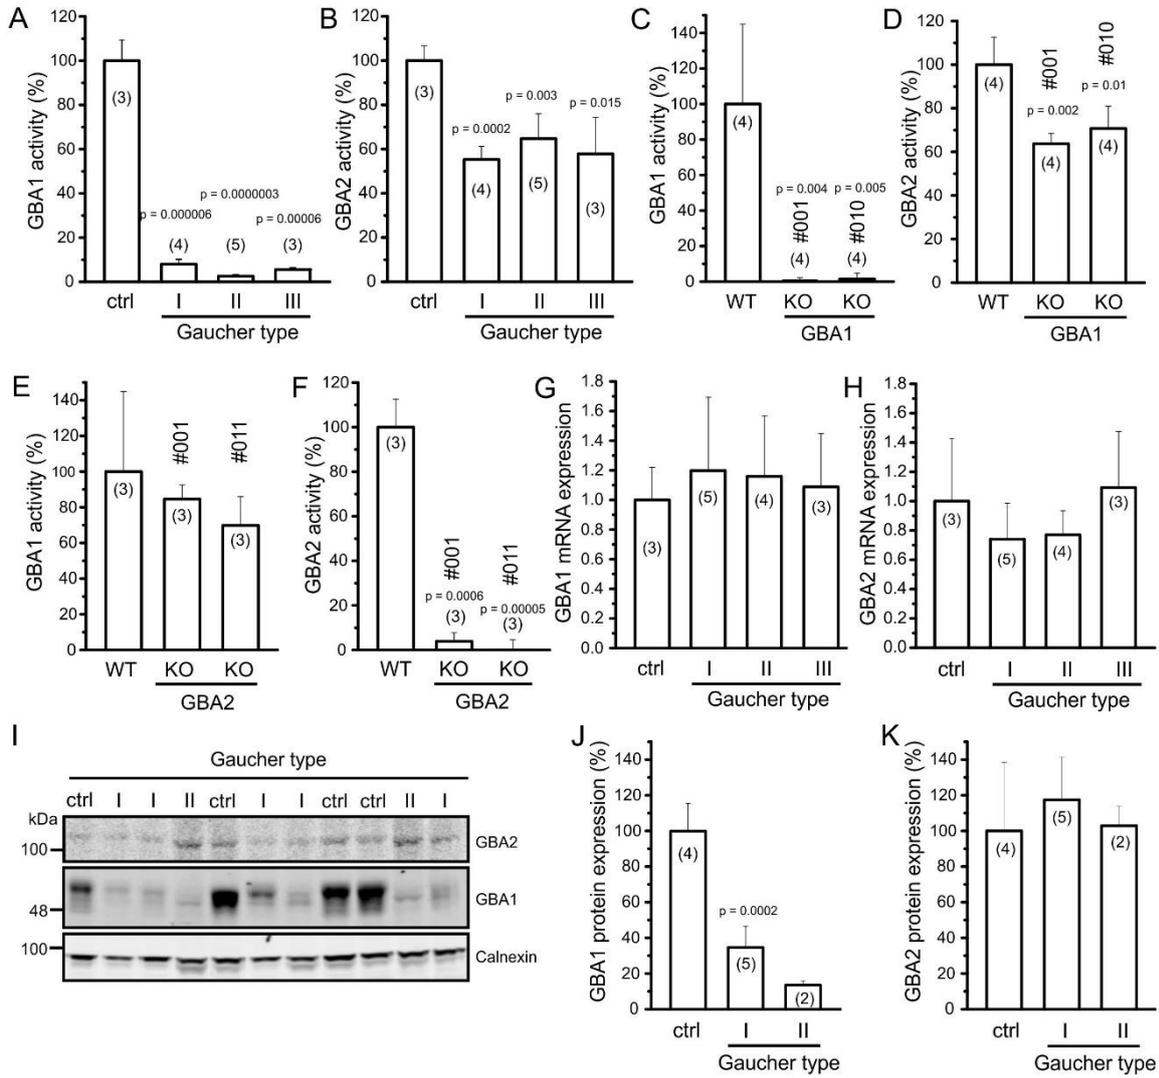 A
GBA1 activity (%)
120
100
80
60
40
20
0
(3)
p = 0.000006
p = 0.0000003
p = 0.00006
(4) (5) (3)
ctrl I II III
Gaucher type
B
GBA2 activity (%)
120
100
80
60
40
20
0
(3)
p = 0.0002
p = 0.003
p = 0.015
(4) (5) (3)
ctrl I II III
Gaucher type
C
GBA1 activity (%)
140
120
100
80
60
40
20
0
(4)
p = 0.004 p = 0.005
#001 #010
(4) (4)
WT KO KO
GBA1
D
GBA2 activity (%)
120
100
80
60
40
20
0
#001 #010
p = 0.002 p = 0.01
(4) (4) (4)
WT KO KO
GBA1
E
GBA1 activity (%)
140
120
100
80
60
40
20
0
#001 #011
(3) (3) (3)
WT KO KO
GBA2
F
GBA2 activity (%)
120
100
80
60
40
20
0
(3)
#001 #011
p = 0.0006 p = 0.00005
(3) (3)
WT KO KO
GBA2
G
GBA1 mRNA expression
1.8
1.6
1.4
1.2
1.0
0.8
0.6
0.4
0.2
0.0
(3) (5) (4) (3)
ctrl I II III
Gaucher type
H
GBA2 mRNA expression
1.8
1.6
1.4
1.2
1.0
0.8
0.6
0.4
0.2
0.0
(3) (5) (4) (3)
ctrl I II III
Gaucher type
I
Gaucher type
ctrl I I II ctrl I I ctrl ctrl II I
kDa
100
GBA2
48
GBA1
100
Calnexin
J
GBA1 protein expression (%)
140
120
100
80
60
40
20
0
(4)
p = 0.0002
(5) (2)
ctrl I II
Gaucher type
K
GBA2 protein expression (%)
140
120
100
80
60
40
20
0
(4) (5) (2)
ctrl I II
Gaucher type